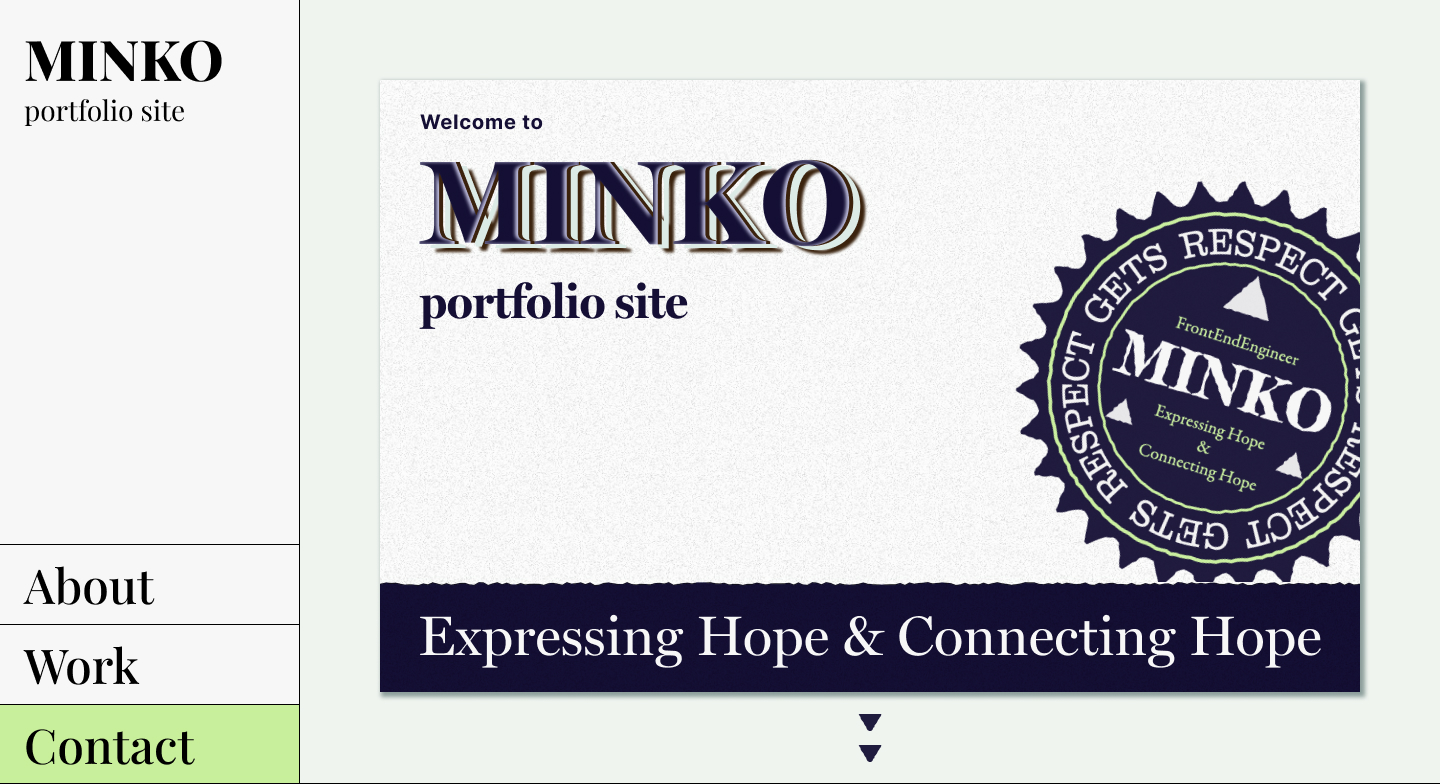 MINKO
portfolio site
About
Work
Contact
Welcome to
MINKO
portfolio site
RESPECT GETS RESPECT GETS RESPECT GETS
FrontEndEngineer
MINKO
Expressing Hope
&
Connecting Hope
Expressing Hope & Connecting Hope